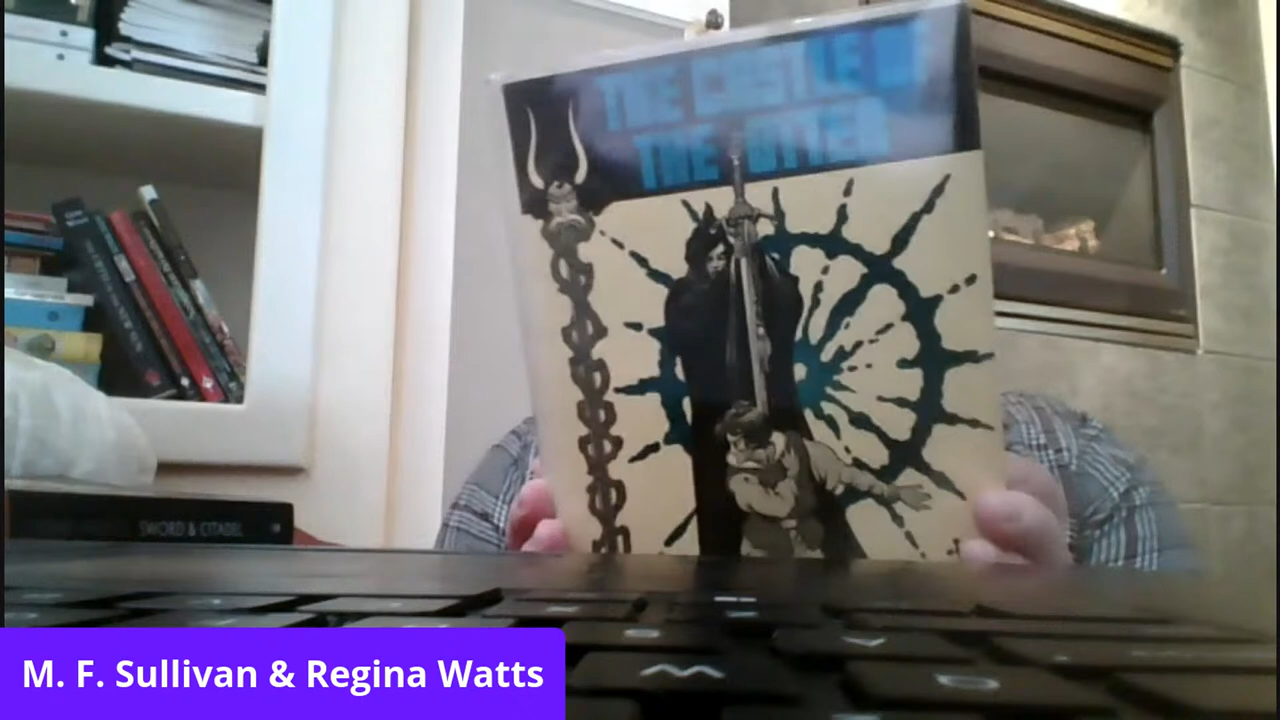 THE CASTLE OF
THE OTTER
SWORD & CITADEL
M. F. Sullivan & Regina Watts